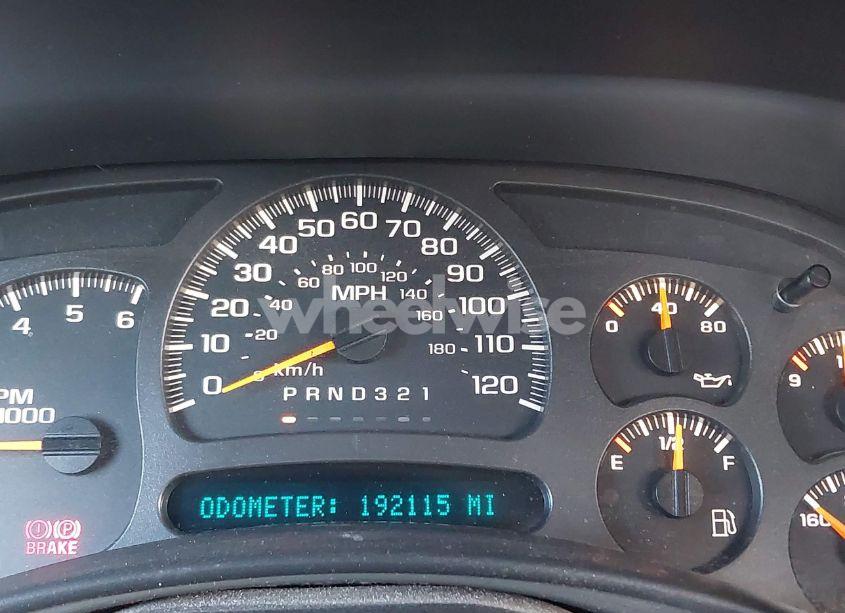 4 5 6
PM
1000
BRAKE
0 10 20 30 40 50 60 70 80 90 100 110 120
20 40 60 80 100 120 140 160 180
MPH
km/h
PRND321
ODOMETER: 192115 MI
wheelwise
0 40 80
E 1/2 F
9
160